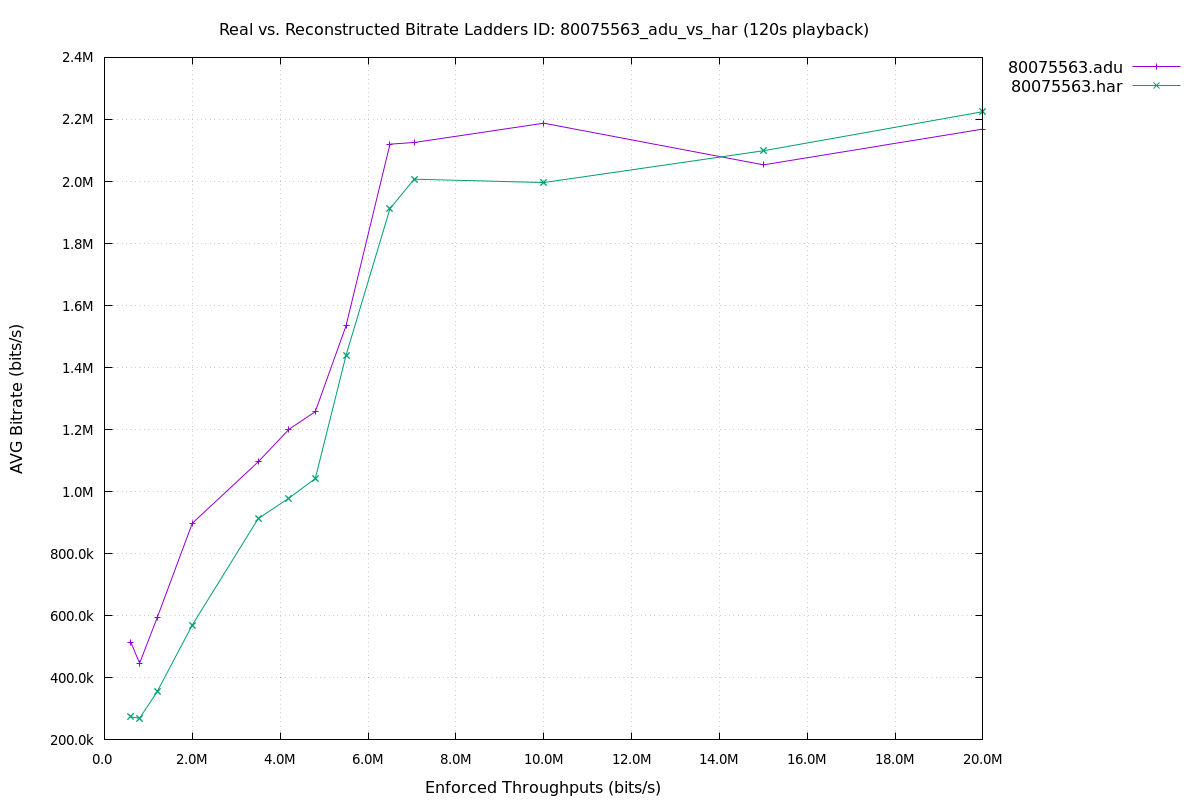 Real vs. Reconstructed Bitrate Ladders ID: 80075563_adu_vs_har (120s playback)
80075563.adu
80075563.har
2.4M
2.2M
2.0M
1.8M
1.6M
1.4M
1.2M
1.0M
800.0k
600.0k
400.0k
200.0k
AVG Bitrate (bits/s)
0.0 2.0M 4.0M 6.0M 8.0M 10.0M 12.0M 14.0M 16.0M 18.0M 20.0M
Enforced Throughputs (bits/s)